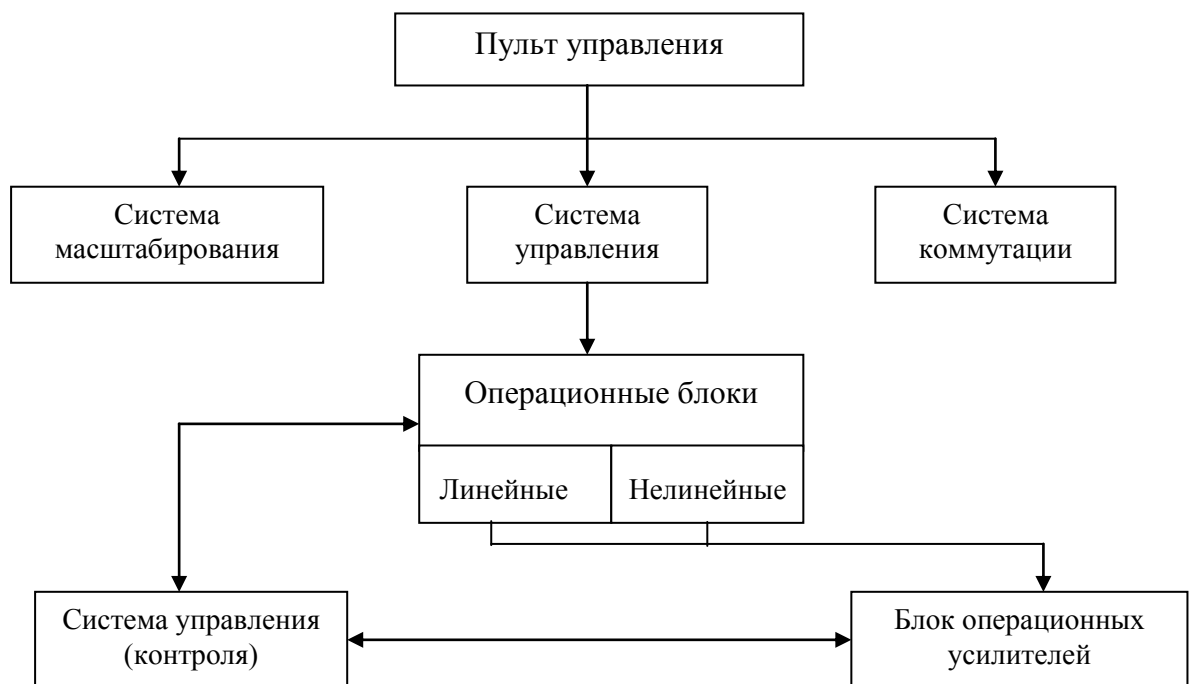 Пульт управления
Система
масштабирования
Система
управления
Система
коммутации
Операционные блоки
Линейные
Нелинейные
Система управления
(контроля)
Блок операционных
усилителей